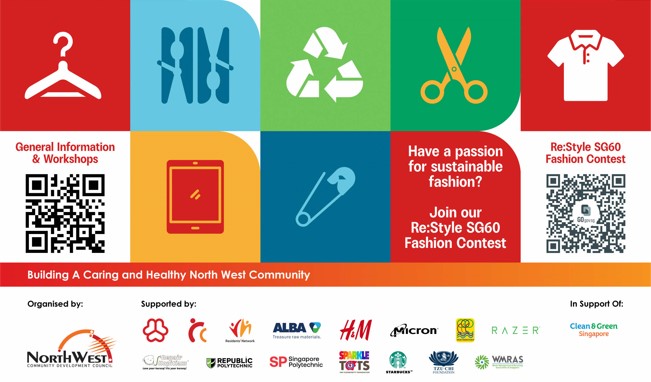 General Information
& Workshops
Have a passion
for sustainable
fashion?
Join our
Re:Style SG60
Fashion Contest
Re:Style SG60
Fashion Contest
Building A Caring and Healthy North West Community
Organised by:
Supported by:
In Support Of:
NORTHWEST
COMMUNITY DEVELOPMENT COUNCIL
Residents' Network
ALBA
Treasure raw materials.
H&M
Micron
RAZER
Clean & Green
Singapore
REPUBLIC
POLYTECHNIC
SP Singapore
Polytechnic
SPARKLE
TOTS
STARBUCKS
TZU CHI
FOUNDATION
WMRAS